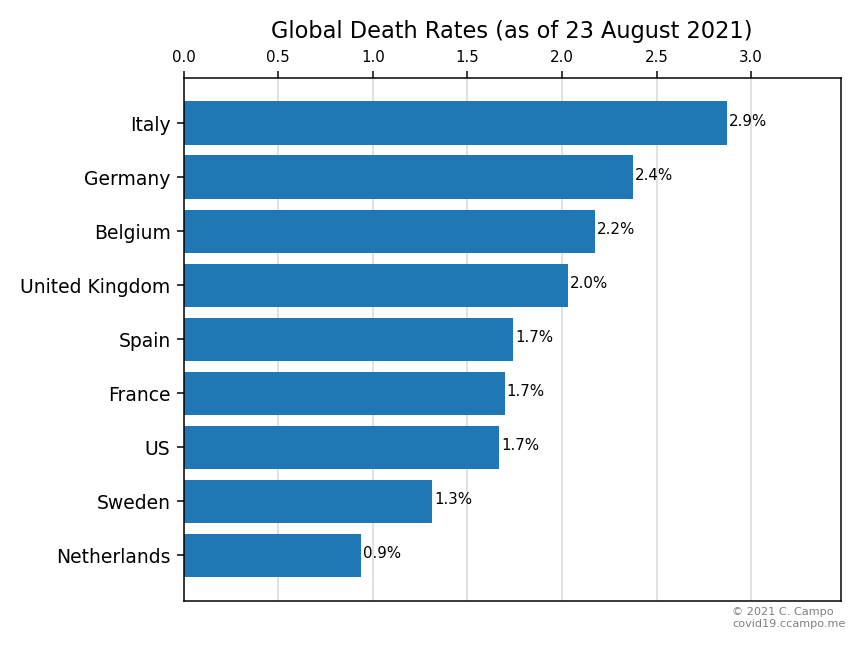 Global Death Rates (as of 23 August 2021)
0.0 0.5 1.0 1.5 2.0 2.5 3.0
Italy 2.9%
Germany 2.4%
Belgium 2.2%
United Kingdom 2.0%
Spain 1.7%
France 1.7%
US 1.7%
Sweden 1.3%
Netherlands 0.9%
© 2021 C. Campo
covid19.ccampo.me